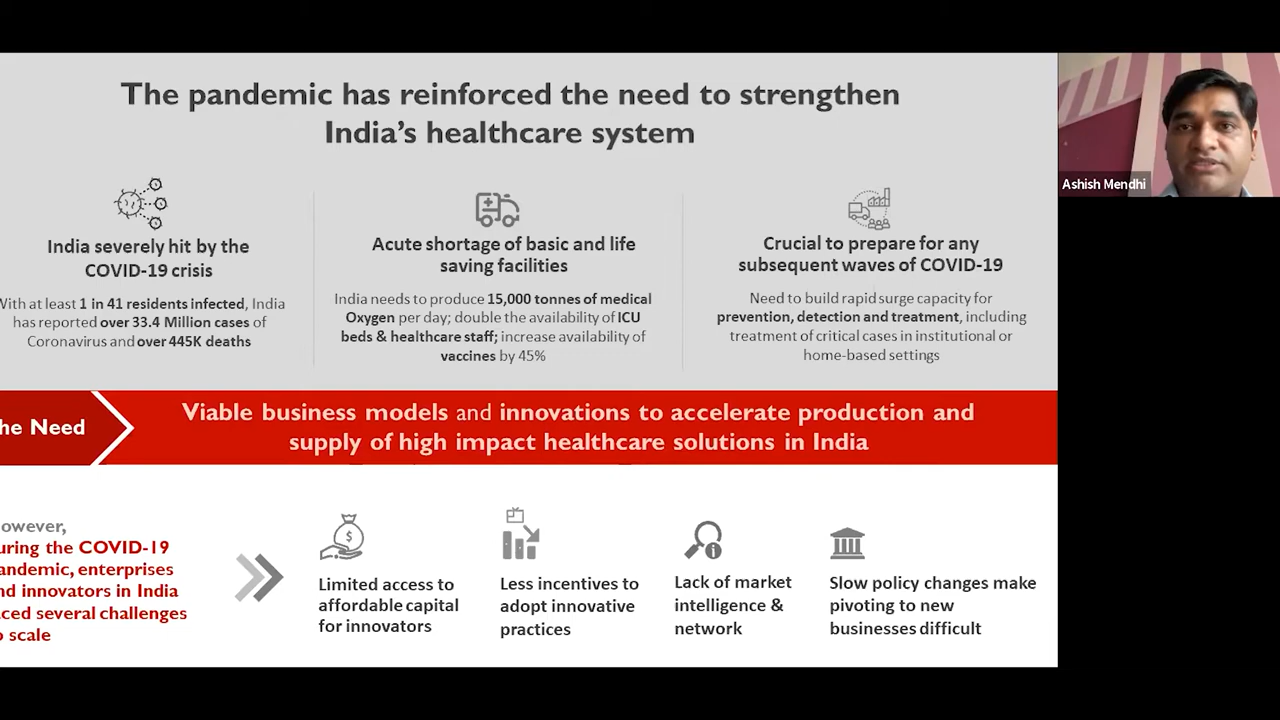 The pandemic has reinforced the need to strengthen
India's healthcare system
India severely hit by the
COVID-19 crisis
With at least 1 in 41 residents infected, India
has reported over 33.4 Million cases of
Coronavirus and over 445K deaths
Acute shortage of basic and life
saving facilities
India needs to produce 15,000 tonnes of medical
Oxygen per day; double the availability of ICU
beds & healthcare staff; increase availability of
vaccines by 45%
Crucial to prepare for any
subsequent waves of COVID-19
Need to build rapid surge capacity for
prevention, detection and treatment, including
treatment of critical cases in institutional or
home-based settings
Ashish Mendhi
he Need
Viable business models and innovations to accelerate production and
supply of high impact healthcare solutions in India
owever,
uring the COVID-19
andemic, enterprises
nd innovators in India
aced several challenges
o scale
Limited access to
affordable capital
for innovators
Less incentives to
adopt innovative
practices
Lack of market
intelligence &
network
Slow policy changes make
pivoting to new
businesses difficult